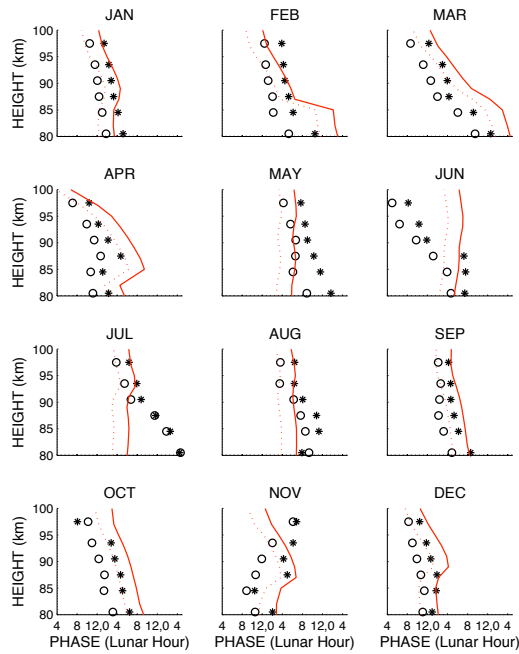 JAN FEB MAR
100
95
90
85
80
HEIGHT (km)
APR MAY JUN
100
95
90
85
80
HEIGHT (km)
JUL AUG SEP
100
95
90
85
80
HEIGHT (km)
OCT NOV DEC
100
95
90
85
80
HEIGHT (km)
4 8 12,0 4 8 4 8 12,0 4 8 4 8 12,0 4 8
PHASE (Lunar Hour) PHASE (Lunar Hour) PHASE (Lunar Hour)